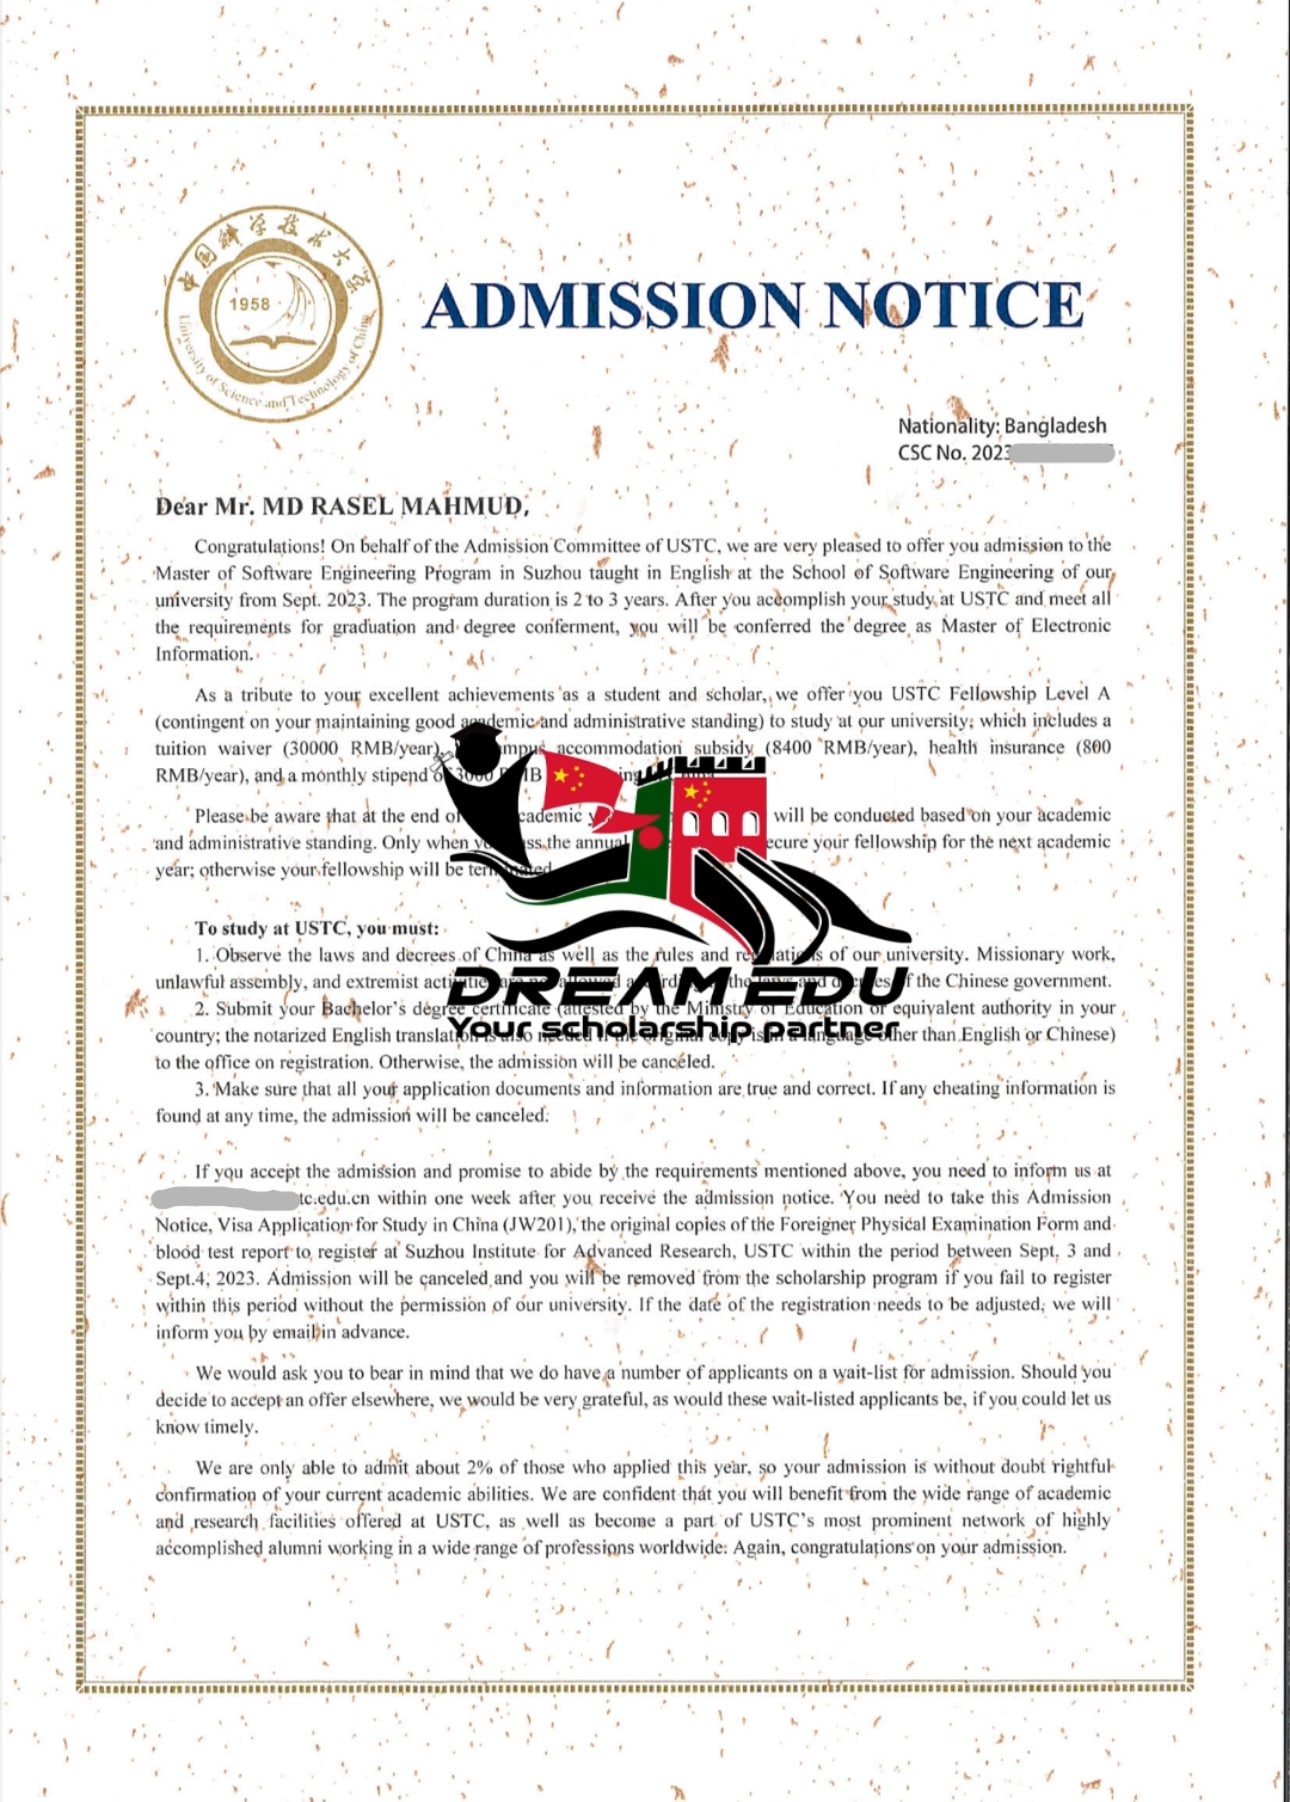 中国科学技术大学
1958
University of Science and Technology of China
ADMISSION NOTICE
Nationality: Bangladesh
CSC No. 2023
Dear Mr. MD RASEL MAHMUD,
Congratulations! On behalf of the Admission Committee of USTC, we are very pleased to offer you admission to the
Master of Software Engineering Program in Suzhou taught in English at the School of Software Engineering of our
university from Sept. 2023. The program duration is 2 to 3 years. After you accomplish your study at USTC and meet all
the requirements for graduation and degree conferment, you will be conferred the degree as Master of Electronic
Information.
As a tribute to your excellent achievements as a student and scholar, we offer you USTC Fellowship Level A
(contingent on your maintaining good academic and administrative standing) to study at our university, which includes a
tuition waiver (30000 RMB/year), accommodation subsidy (8400 RMB/year), health insurance (800
RMB/year), and a monthly stipend of 3000
Please be aware that at the end of academic will be conducted based on your academic
and administrative standing. Only when the annual secure your fellowship for the next academic
year; otherwise your fellowship will be terminated
To study at USTC, you must:
1. Observe the laws and decrees of China as well as the rules and regulations of our university. Missionary work,
unlawful assembly, and extremist of the Chinese government.
DREAM EDU
2. Submit your Bachelor's degree certificate (attested by the Ministry of Education or equivalent authority in your
Your scholarship partner
country; the notarized English translation is also needed if the original copy is in a language other than English or Chinese)
to the office on registration. Otherwise, the admission will be canceled.
3. Make sure that all your application documents and information are true and correct. If any cheating information is
found at any time, the admission will be canceled.
If you accept the admission and promise to abide by the requirements mentioned above, you need to inform us at
tc.edu.cn within one week after you receive the admission notice. You need to take this Admission
Notice, Visa Application for Study in China (JW201), the original copies of the Foreigner Physical Examination Form and
blood test report to register at Suzhou Institute for Advanced Research, USTC within the period between Sept. 3 and
Sept.4, 2023. Admission will be canceled and you will be removed from the scholarship program if you fail to register
within this period without the permission of our university. If the date of the registration needs to be adjusted, we will
inform you by email in advance.
We would ask you to bear in mind that we do have a number of applicants on a wait-list for admission. Should you
decide to accept an offer elsewhere, we would be very grateful, as would these wait-listed applicants be, if you could let us
know timely.
We are only able to admit about 2% of those who applied this year, so your admission is without doubt rightful
confirmation of your current academic abilities. We are confident that you will benefit from the wide range of academic
and research facilities offered at USTC, as well as become a part of USTC's most prominent network of highly
accomplished alumni working in a wide range of professions worldwide. Again, congratulations on your admission.